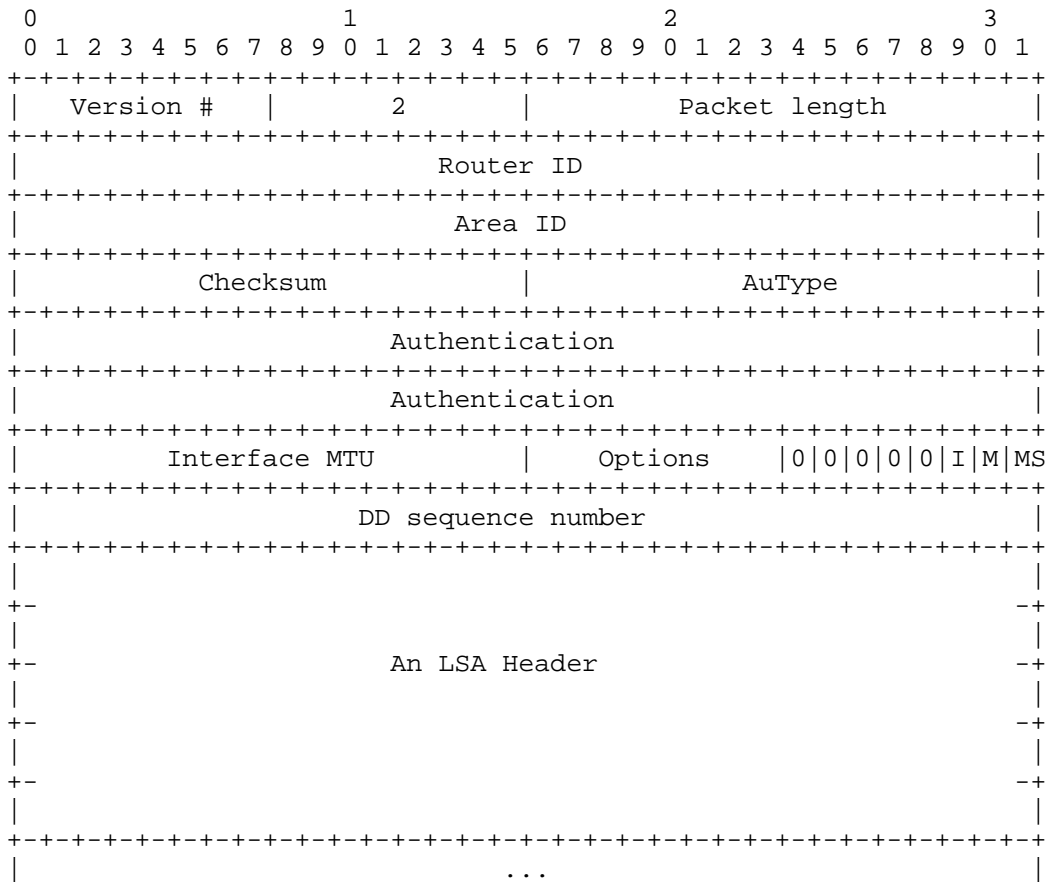 0                   1                   2                   3
 0 1 2 3 4 5 6 7 8 9 0 1 2 3 4 5 6 7 8 9 0 1 2 3 4 5 6 7 8 9 0 1
+-+-+-+-+-+-+-+-+-+-+-+-+-+-+-+-+-+-+-+-+-+-+-+-+-+-+-+-+-+-+-+-+
|   Version #   |       2       |         Packet length         |
+-+-+-+-+-+-+-+-+-+-+-+-+-+-+-+-+-+-+-+-+-+-+-+-+-+-+-+-+-+-+-+-+
|                          Router ID                            |
+-+-+-+-+-+-+-+-+-+-+-+-+-+-+-+-+-+-+-+-+-+-+-+-+-+-+-+-+-+-+-+-+
|                           Area ID                             |
+-+-+-+-+-+-+-+-+-+-+-+-+-+-+-+-+-+-+-+-+-+-+-+-+-+-+-+-+-+-+-+-+
|           Checksum            |             AuType            |
+-+-+-+-+-+-+-+-+-+-+-+-+-+-+-+-+-+-+-+-+-+-+-+-+-+-+-+-+-+-+-+-+
|                       Authentication                          |
+-+-+-+-+-+-+-+-+-+-+-+-+-+-+-+-+-+-+-+-+-+-+-+-+-+-+-+-+-+-+-+-+
|                       Authentication                          |
+-+-+-+-+-+-+-+-+-+-+-+-+-+-+-+-+-+-+-+-+-+-+-+-+-+-+-+-+-+-+-+-+
|         Interface MTU         |    Options    |0|0|0|0|0|I|M|MS
+-+-+-+-+-+-+-+-+-+-+-+-+-+-+-+-+-+-+-+-+-+-+-+-+-+-+-+-+-+-+-+-+
|                     DD sequence number                        |
+-+-+-+-+-+-+-+-+-+-+-+-+-+-+-+-+-+-+-+-+-+-+-+-+-+-+-+-+-+-+-+-+
|                                                               |
+-                                                             -+
|                                                               |
+-                      An LSA Header                          -+
|                                                               |
+-                                                             -+
|                                                               |
+-                                                             -+
|                                                               |
+-+-+-+-+-+-+-+-+-+-+-+-+-+-+-+-+-+-+-+-+-+-+-+-+-+-+-+-+-+-+-+-+
|                              ...                              |